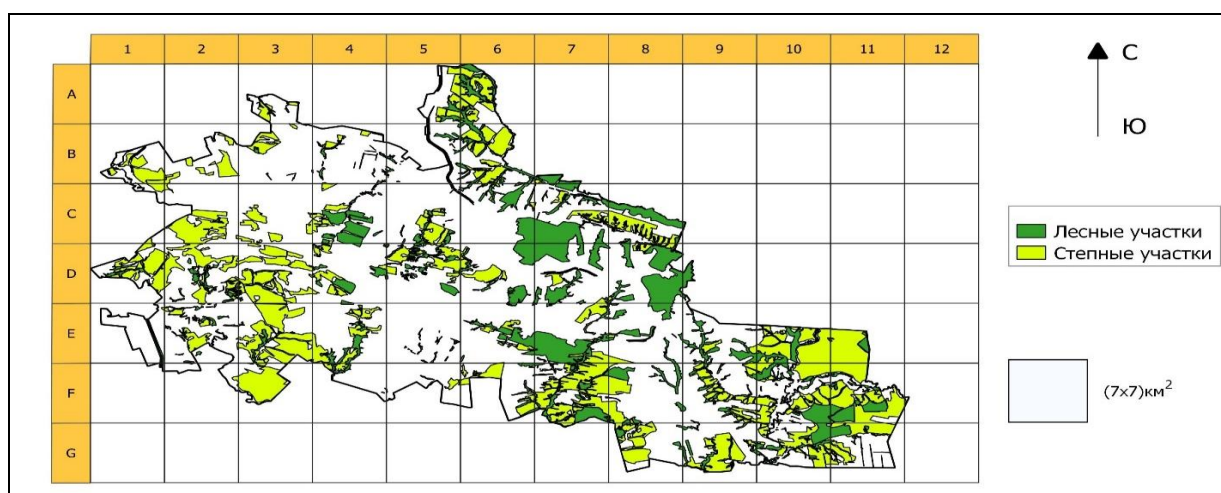 1 2 3 4 5 6 7 8 9 10 11 12
A
B
C
D
E
F
G
С
Ю
Лесные участки
Степные участки
(7x7)км²